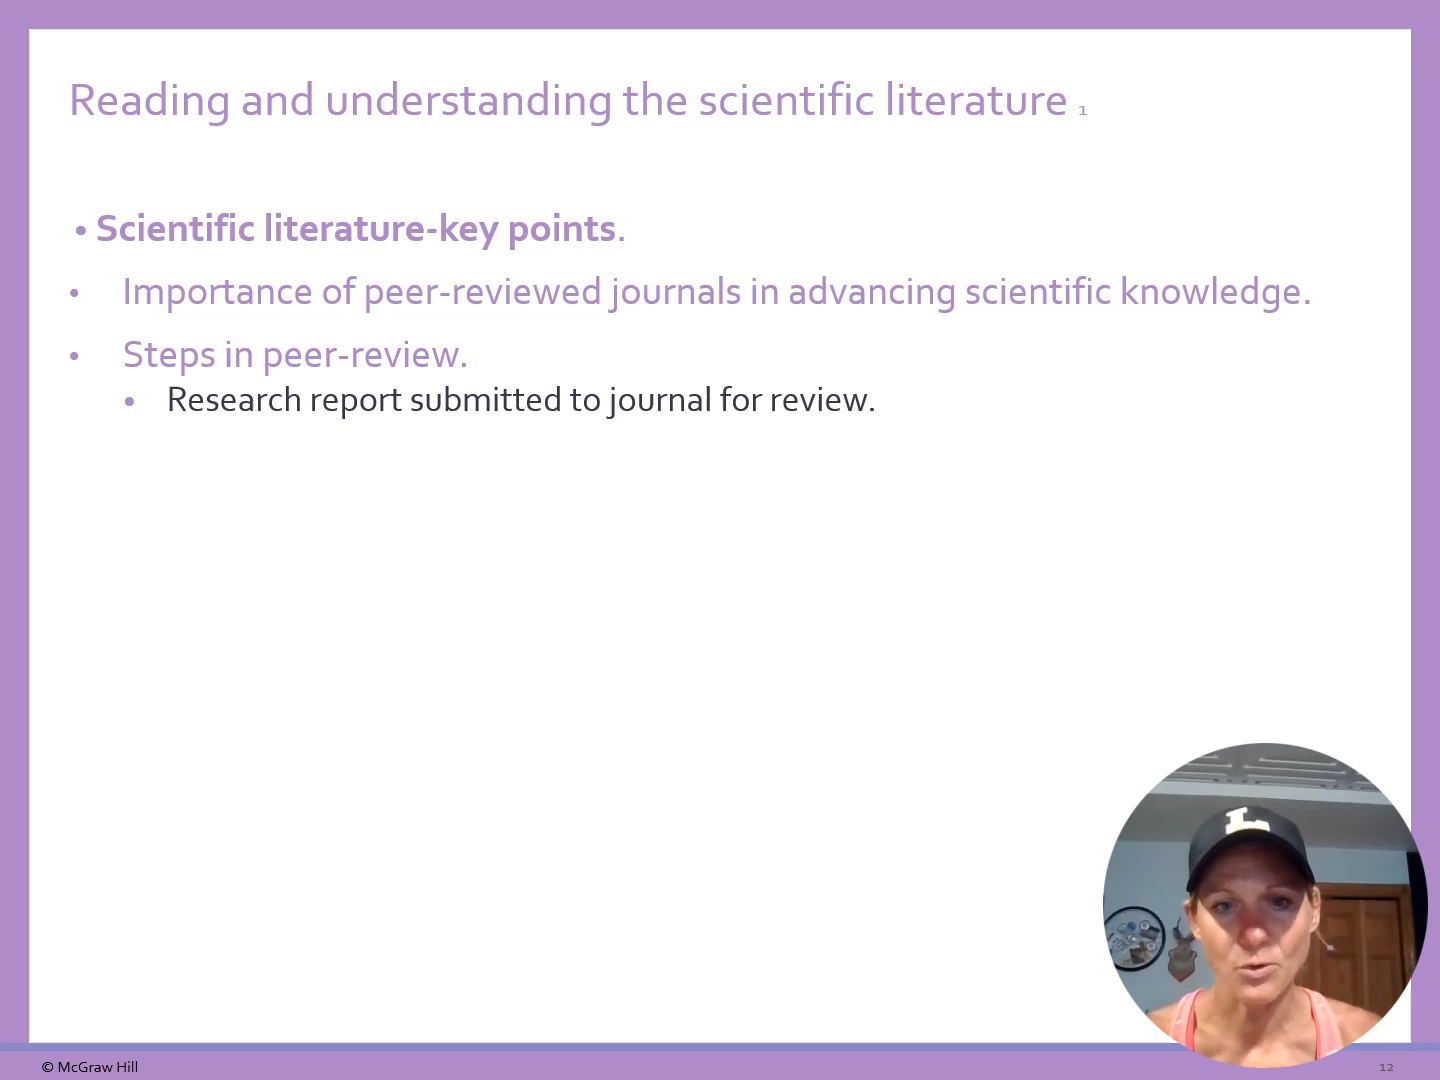 Reading and understanding the scientific literature 1
• Scientific literature-key points.
• Importance of peer-reviewed journals in advancing scientific knowledge.
• Steps in peer-review.
• Research report submitted to journal for review.
L
© McGraw Hill
12